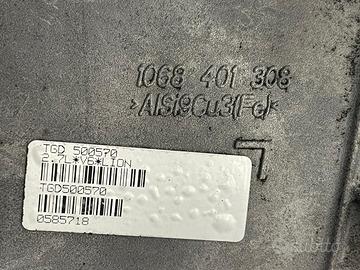 1068 401 308
>AlSi9Cu3(Fe)<
TGD 500570
2.7L*V6*LION
TGD500570
0585718